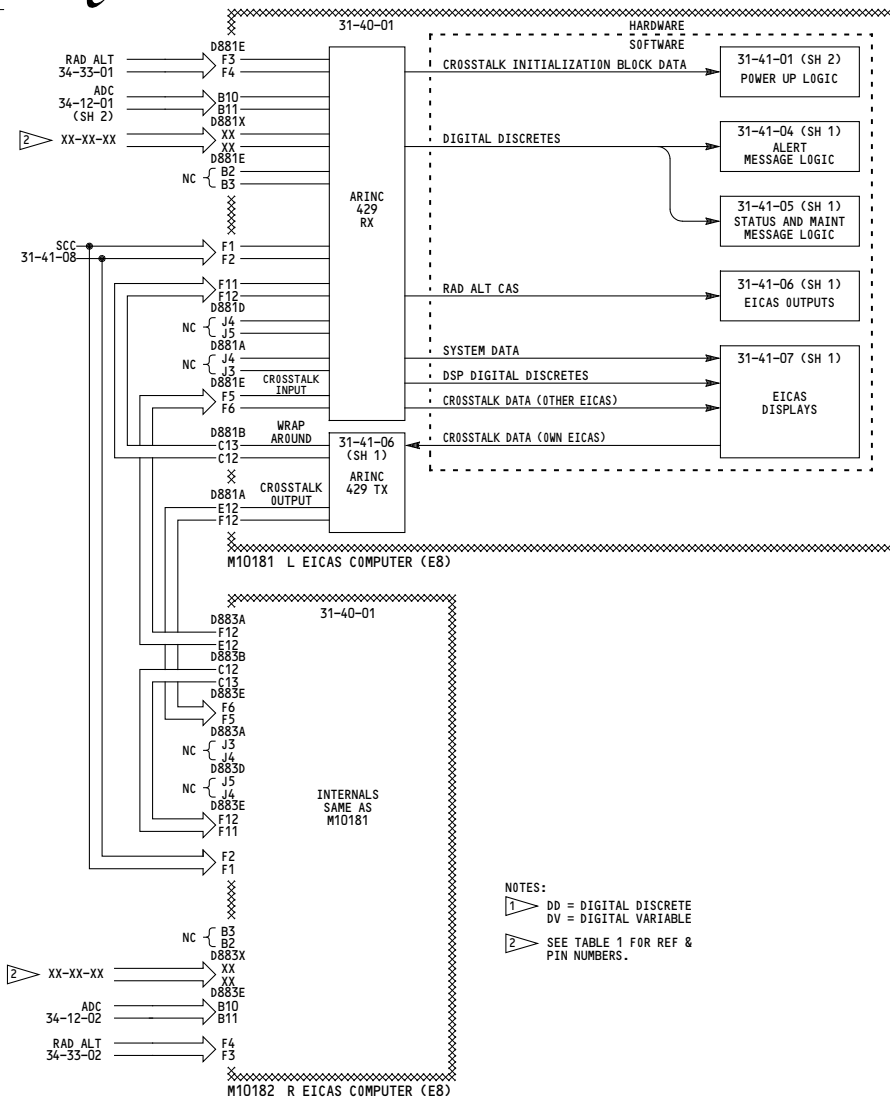 31-40-01
HARDWARE
SOFTWARE
D881E
RAD ALT
34-33-01
F3
F4
CROSSTALK INITIALIZATION BLOCK DATA
31-41-01 (SH 2)
POWER UP LOGIC
ADC
34-12-01
(SH 2)
B10
B11
D881X
2
XX-XX-XX
XX
XX
DIGITAL DISCRETES
31-41-04 (SH 1)
ALERT
MESSAGE LOGIC
D881E
NC
B2
B3
ARINC
429
RX
31-41-05 (SH 1)
STATUS AND MAINT
MESSAGE LOGIC
SCC
31-41-08
F1
F2
F11
F12
RAD ALT CAS
31-41-06 (SH 1)
EICAS OUTPUTS
D881D
NC
J4
J5
D881A
NC
J4
J3
SYSTEM DATA
31-41-07 (SH 1)
EICAS
DISPLAYS
D881E
CROSSTALK
INPUT
F5
F6
DSP DIGITAL DISCRETES
CROSSTALK DATA (OTHER EICAS)
D881B
WRAP
AROUND
C13
C12
31-41-06
(SH 1)
ARINC
429 TX
CROSSTALK DATA (OWN EICAS)
D881A
CROSSTALK
OUTPUT
E12
F12
M10181 L EICAS COMPUTER (E8)
31-40-01
D883A
F12
E12
D883B
C12
C13
D883E
F6
F5
D883A
NC
J3
J4
D883D
NC
J5
J4
D883E
F12
F11
INTERNALS
SAME AS
M10181
F2
F1
NC
B3
B2
D883X
2
XX-XX-XX
XX
XX
D883E
ADC
34-12-02
B10
B11
RAD ALT
34-33-02
F4
F3
M10182 R EICAS COMPUTER (E8)
NOTES:
1 DD = DIGITAL DISCRETE
DV = DIGITAL VARIABLE
2 SEE TABLE 1 FOR REF &
PIN NUMBERS.